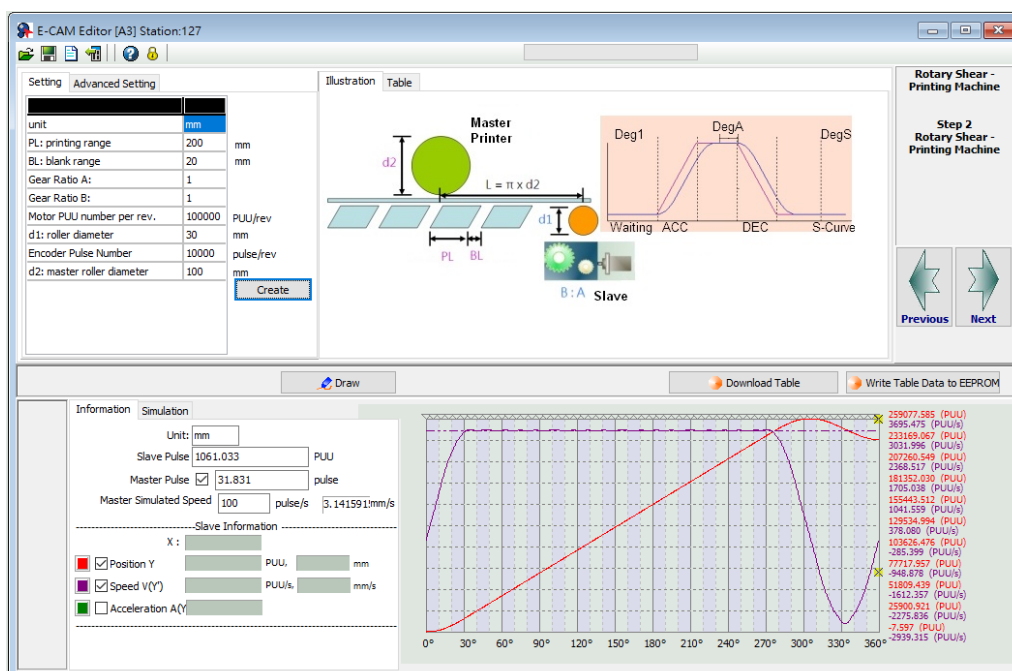 E-CAM Editor [A3] Station:127
Setting
Advanced Setting
unit
mm
PL: printing range
200
mm
BL: blank range
20
mm
Gear Ratio A:
1
Gear Ratio B:
1
Motor PUU number per rev.
100000
PUU/rev
d1: roller diameter
30
mm
Encoder Pulse Number
10000
pulse/rev
d2: master roller diameter
100
mm
Create
Illustration
Table
Master
Printer
d2
L = π x d2
d1
PL
BL
B : A
Slave
Deg1
DegA
DegS
Waiting
ACC
DEC
S-Curve
Rotary Shear -
Printing Machine
Step 2
Rotary Shear -
Printing Machine
Previous
Next
Draw
Download Table
Write Table Data to EEPROM
Information
Simulation
Unit:
mm
Slave Pulse
1061.033
PUU
Master Pulse
31.831
pulse
Master Simulated Speed
100
pulse/s
3.141591
mm/s
Slave Information
X :
Position Y
PUU,
mm
Speed V(Y')
PUU/s,
mm/s
Acceleration A(Y
259077.585 (PUU)
3695.475 (PUU/s)
233169.067 (PUU)
3031.996 (PUU/s)
207260.549 (PUU)
2368.517 (PUU/s)
181352.030 (PUU)
1705.038 (PUU/s)
155443.512 (PUU)
1041.559 (PUU/s)
129534.994 (PUU)
378.080 (PUU/s)
103626.476 (PUU)
-285.399 (PUU/s)
77717.957 (PUU)
-948.878 (PUU/s)
51809.439 (PUU)
-1612.357 (PUU/s)
25900.921 (PUU)
-2275.836 (PUU/s)
-7.597 (PUU)
-2939.315 (PUU/s)
0° 30° 60° 90° 120° 150° 180° 210° 240° 270° 300° 330° 360°